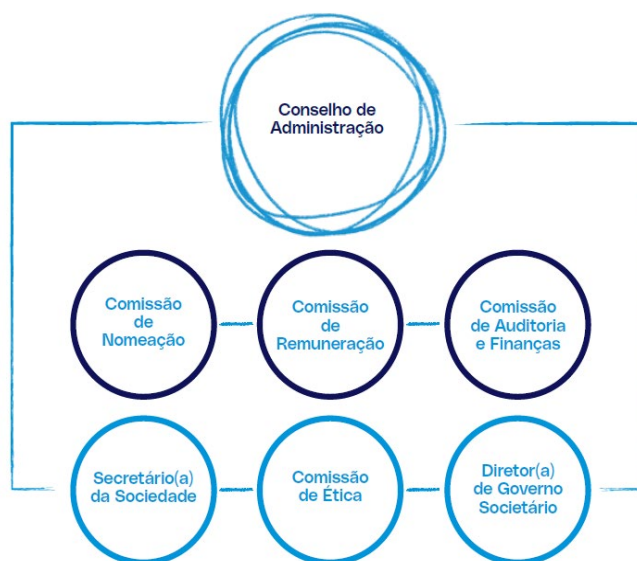 Conselho de
Administração
Comissão
de
Nomeação
Comissão
de
Remuneração
Comissão
de Auditoria
e Finanças
Secretário(a)
da Sociedade
Comissão
de Ética
Diretor(a)
de Governo
Societário